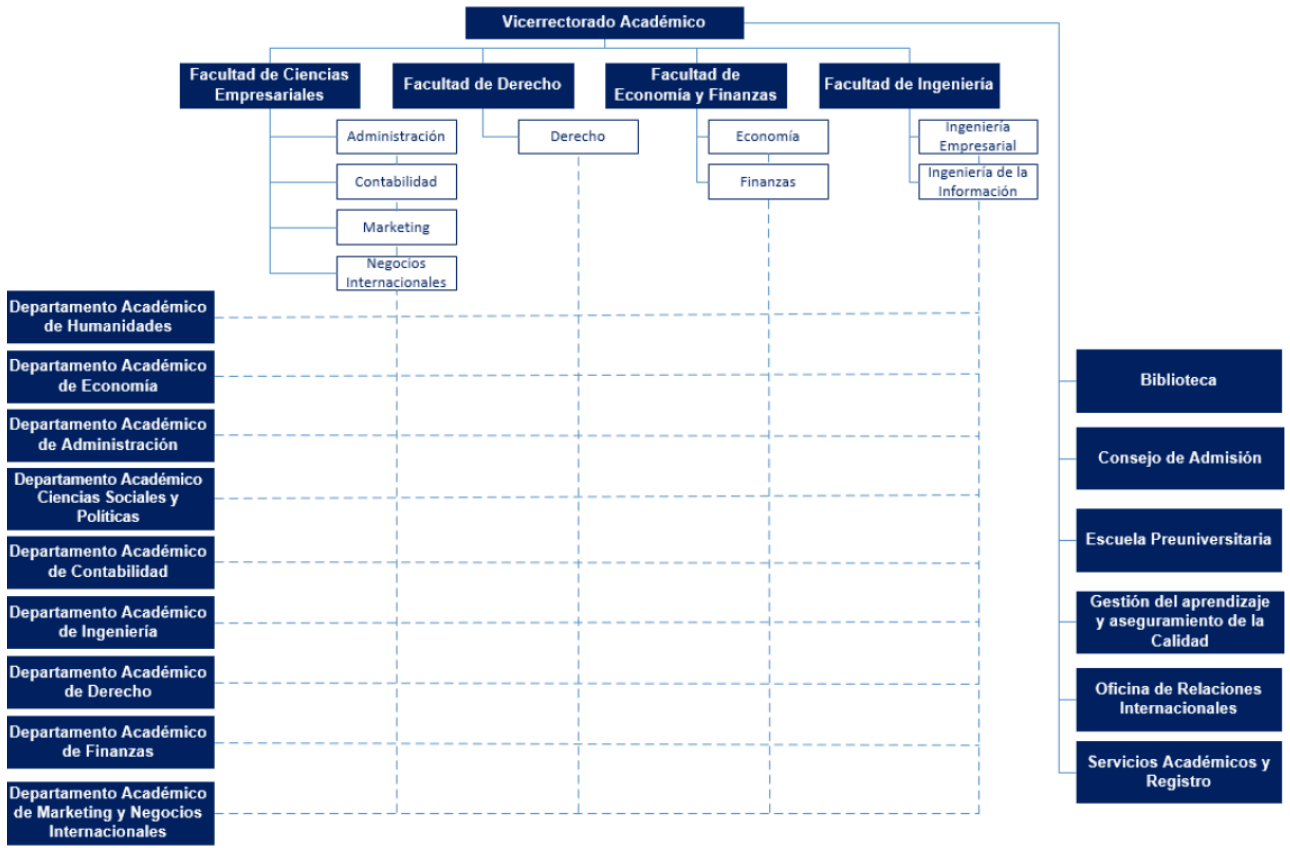 Vicerrectorado Académico
Facultad de Ciencias
Empresariales
Facultad de Derecho
Facultad de
Economía y Finanzas
Facultad de Ingeniería
Administración
Contabilidad
Marketing
Negocios
Internacionales
Derecho
Economía
Finanzas
Ingeniería
Empresarial
Ingeniería de la
Información
Departamento Académico
de Humanidades
Departamento Académico
de Economía
Departamento Académico
de Administración
Departamento Académico
Ciencias Sociales y
Políticas
Departamento Académico
de Contabilidad
Departamento Académico
de Ingeniería
Departamento Académico
de Derecho
Departamento Académico
de Finanzas
Departamento Académico
de Marketing y Negocios
Internacionales
Biblioteca
Consejo de Admisión
Escuela Preuniversitaria
Gestión del aprendizaje
y aseguramiento de la
Calidad
Oficina de Relaciones
Internacionales
Servicios Académicos y
Registro